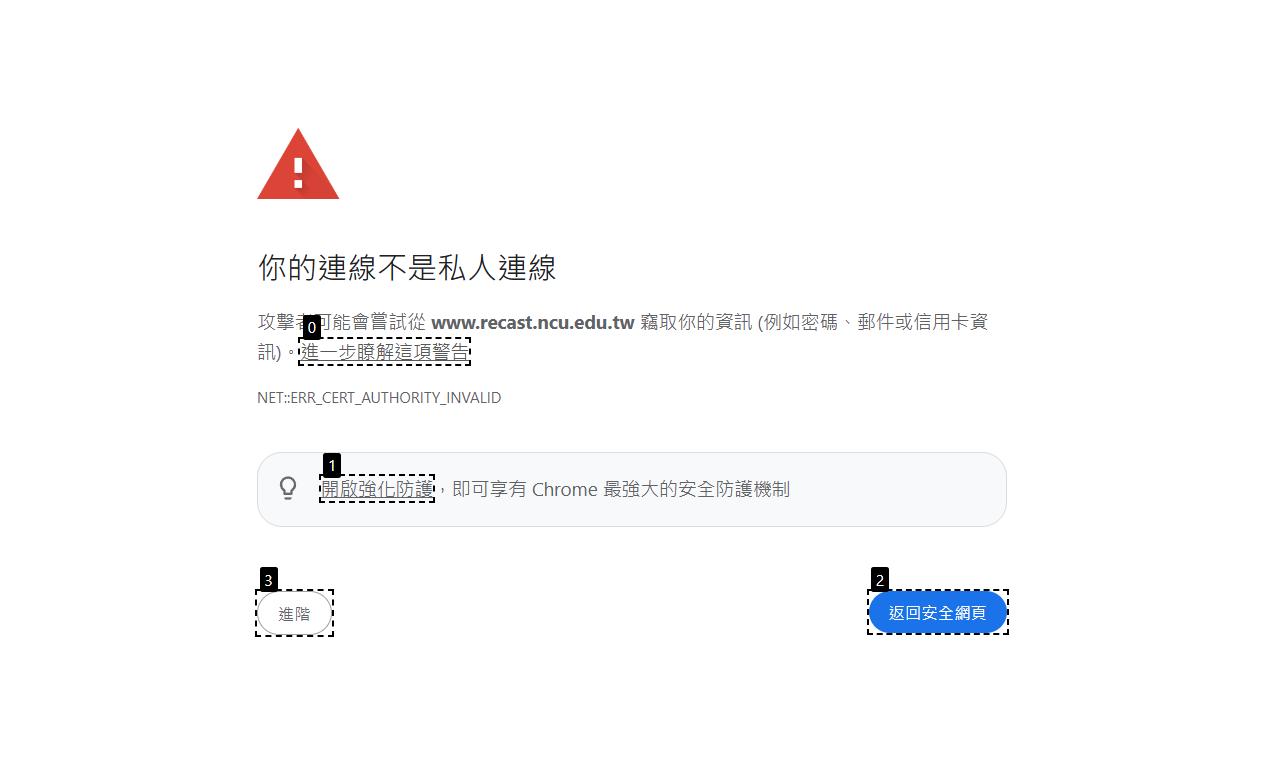 你的連線不是私人連線
攻擊者可能會嘗試從 www.recast.ncu.edu.tw 竊取你的資訊 (例如密碼、郵件或信用卡資
0
訊)。進一步瞭解這項警告
NET::ERR_CERT_AUTHORITY_INVALID
1
開啟強化防護，即可享有 Chrome 最強大的安全防護機制
3
進階
2
返回安全網頁